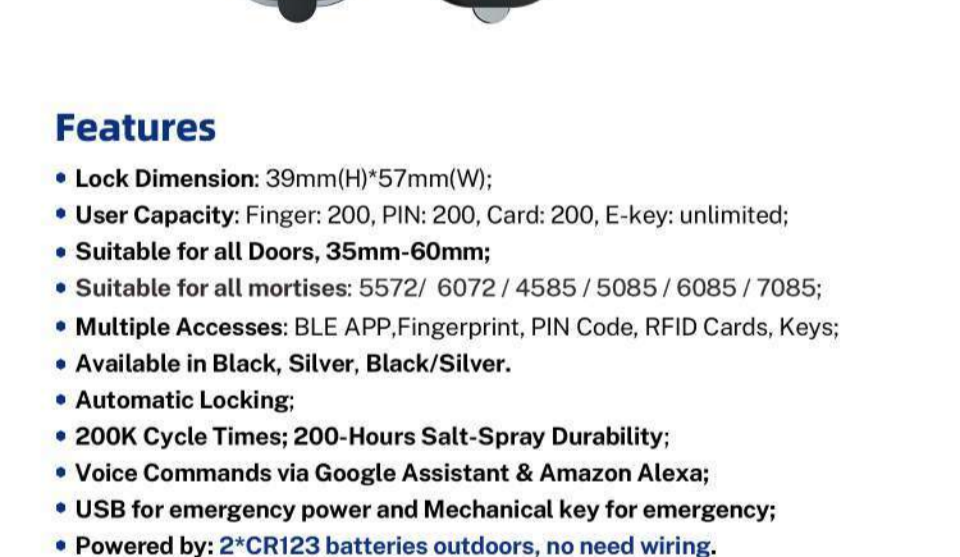 Features
• Lock Dimension: 39mm(H)*57mm(W);
• User Capacity: Finger: 200, PIN: 200, Card: 200, E-key: unlimited;
• Suitable for all Doors, 35mm-60mm;
• Suitable for all mortises: 5572/ 6072 / 4585 / 5085 / 6085 / 7085;
• Multiple Accesses: BLE APP,Fingerprint, PIN Code, RFID Cards, Keys;
• Available in Black, Silver, Black/Silver.
• Automatic Locking;
• 200K Cycle Times; 200-Hours Salt-Spray Durability;
• Voice Commands via Google Assistant & Amazon Alexa;
• USB for emergency power and Mechanical key for emergency;
• Powered by: 2*CR123 batteries outdoors, no need wiring.